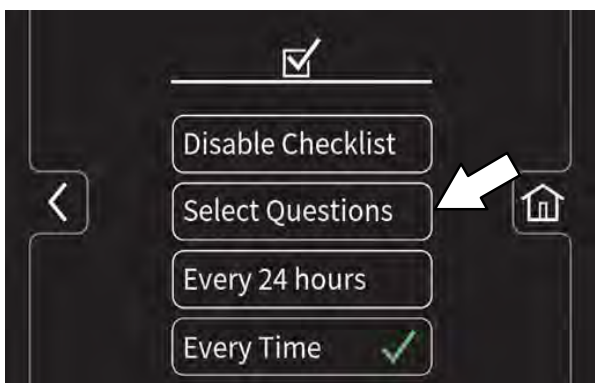 Disable Checklist
Select Questions
Every 24 hours
Every Time